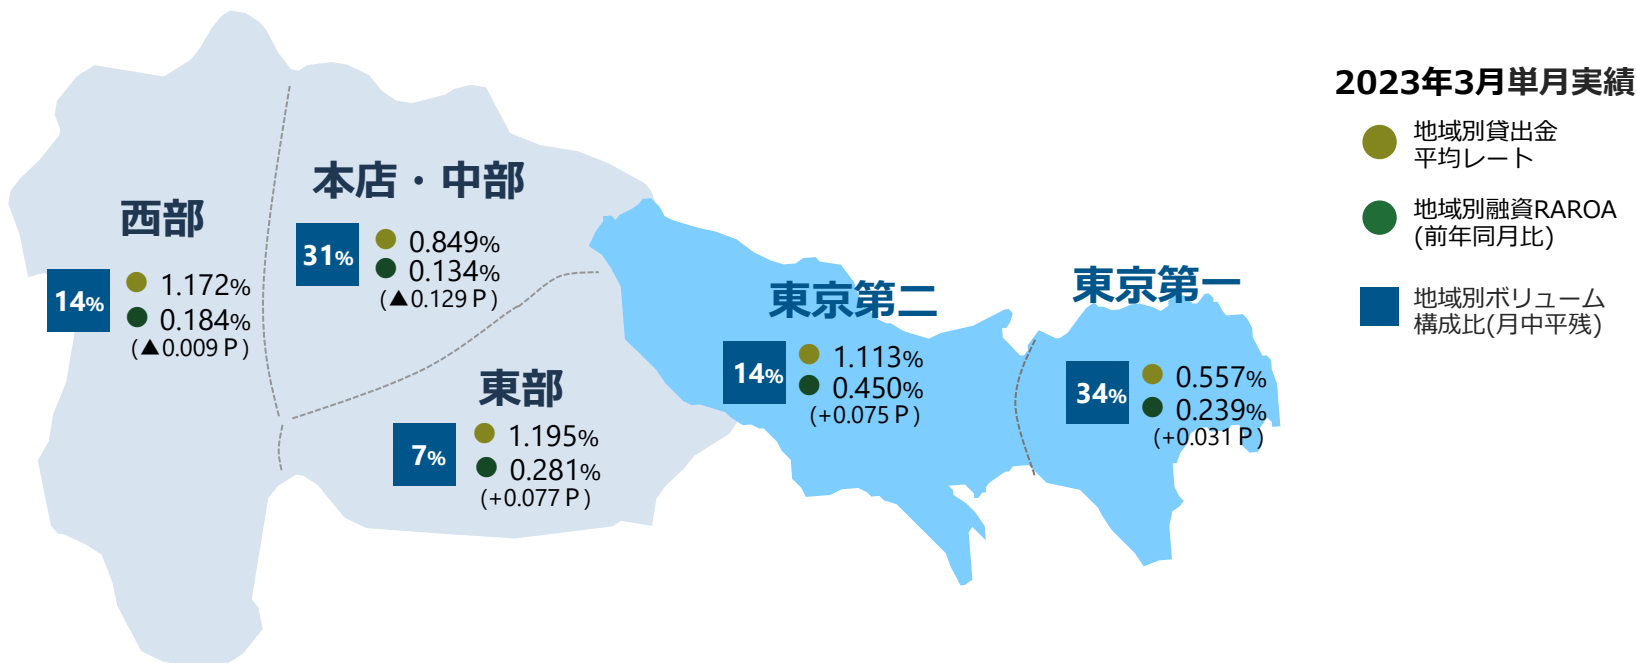 西部
14%
1.172%
0.184%
(▲0.009 P)
本店・中部
31%
0.849%
0.134%
(▲0.129 P)
東部
7%
1.195%
0.281%
(+0.077 P)
東京第二
14%
1.113%
0.450%
(+0.075 P)
東京第一
34%
0.557%
0.239%
(+0.031 P)
2023年3月単月実績
地域別貸出金
平均レート
地域別融資RAROA
(前年同月比)
地域別ボリューム
構成比(月中平残)